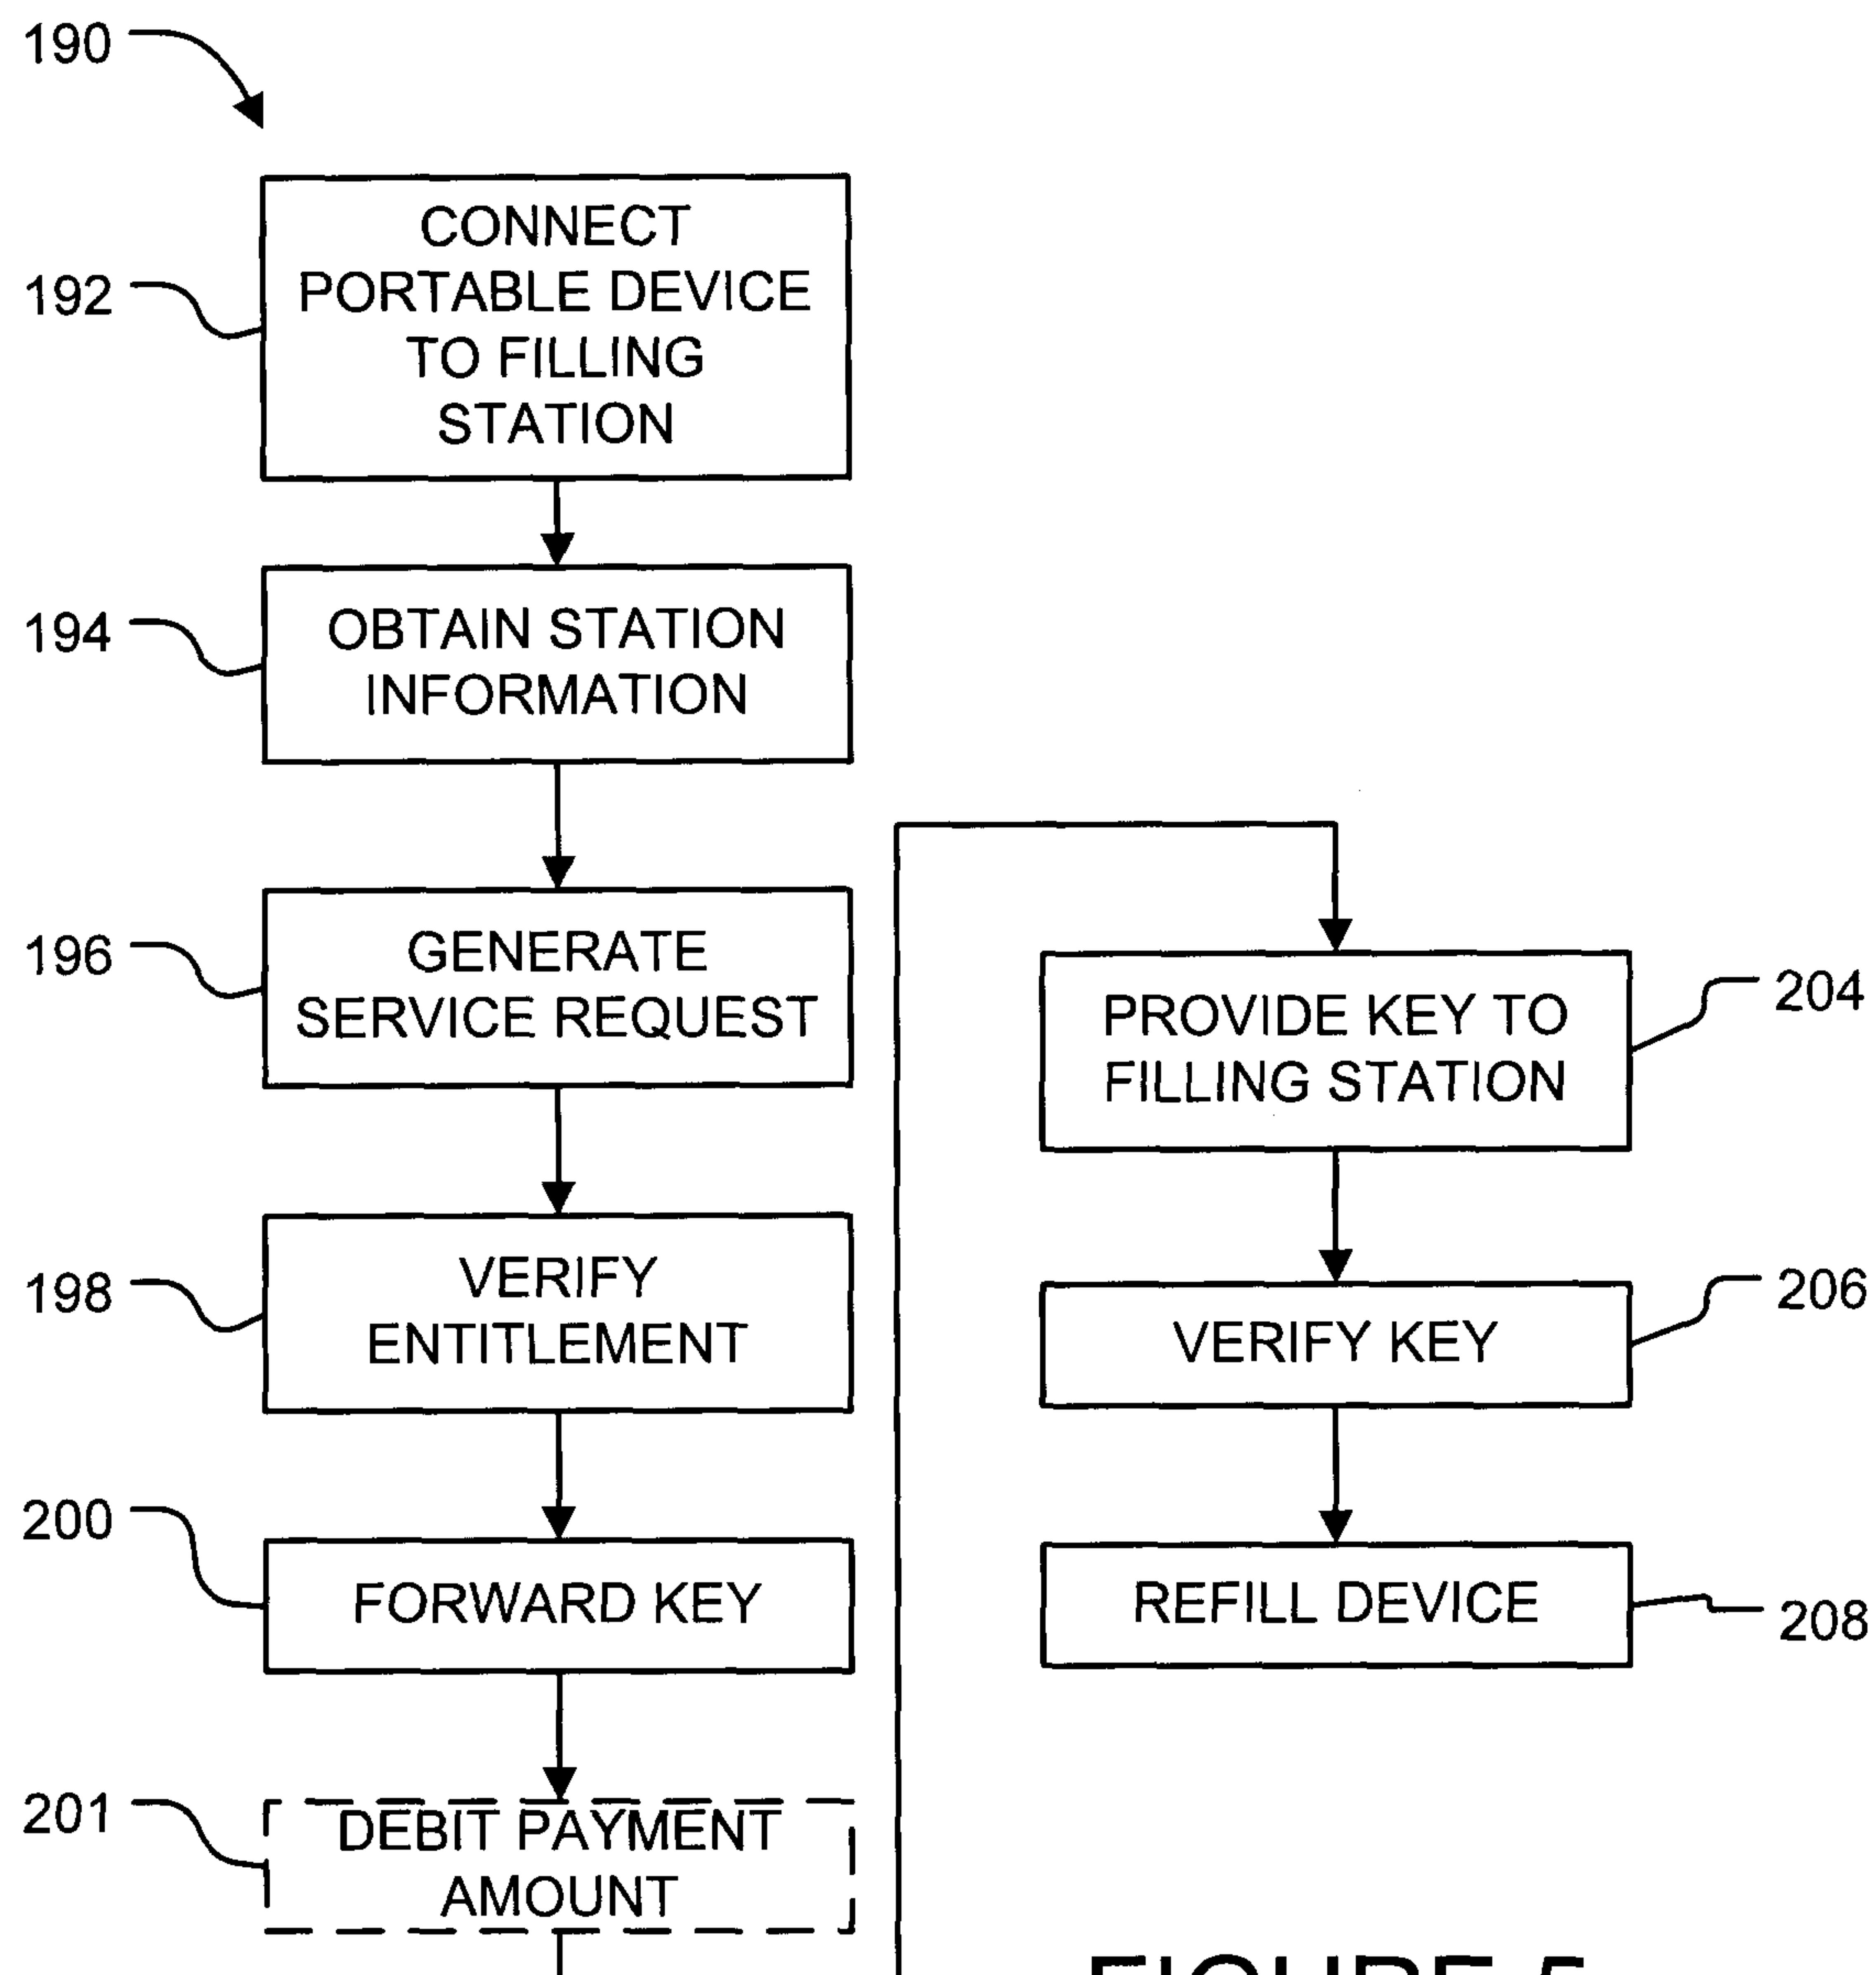 190
192
CONNECT
PORTABLE DEVICE
TO FILLING
STATION
194
OBTAIN STATION
INFORMATION
196
GENERATE
SERVICE REQUEST
198
VERIFY
ENTITLEMENT
200
FORWARD KEY
201
DEBIT PAYMENT
AMOUNT
PROVIDE KEY TO
FILLING STATION
204
VERIFY KEY
206
REFILL DEVICE
208
FIGURE 5